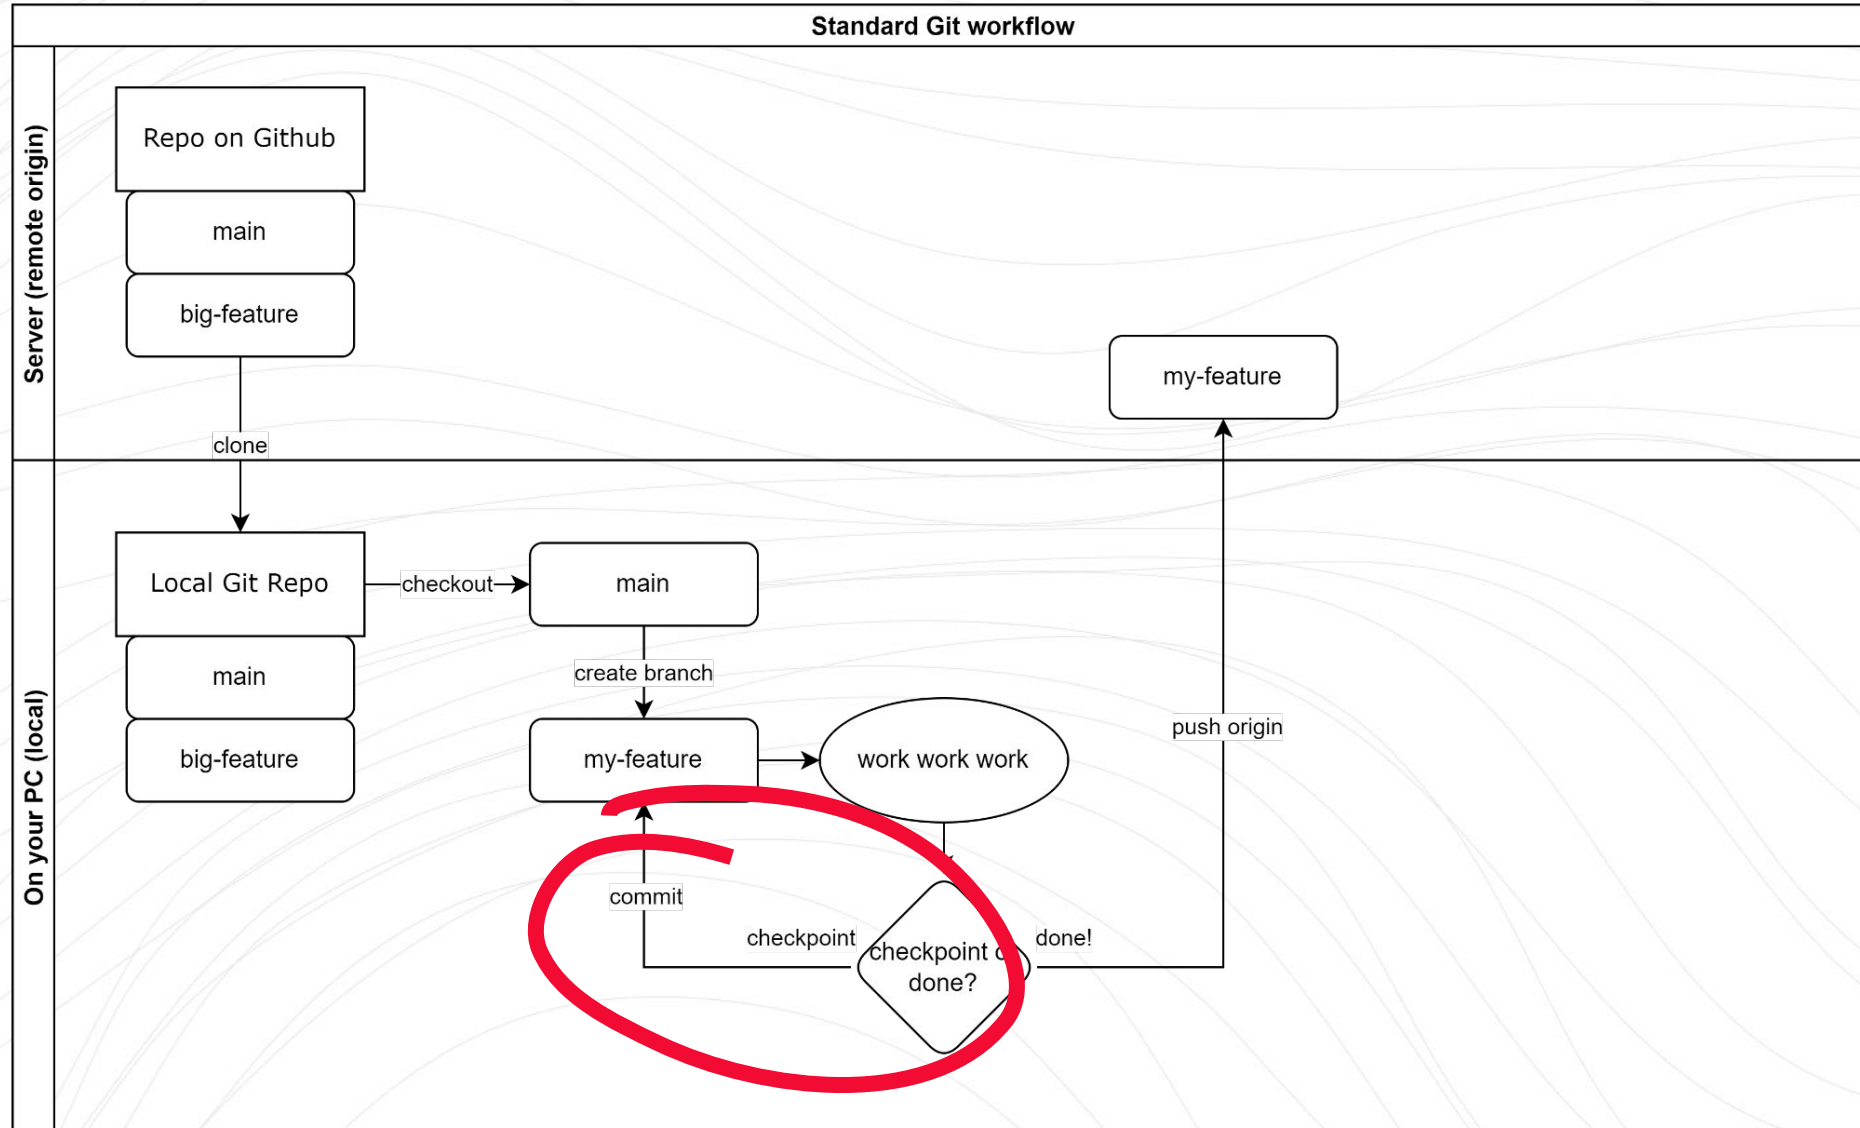 Standard Git workflow
Server (remote origin)
Repo on Github
main
big-feature
clone
my-feature
On your PC (local)
Local Git Repo
main
big-feature
checkout
main
create branch
my-feature
work work work
push origin
commit
checkpoint
checkpoint
done?
done!